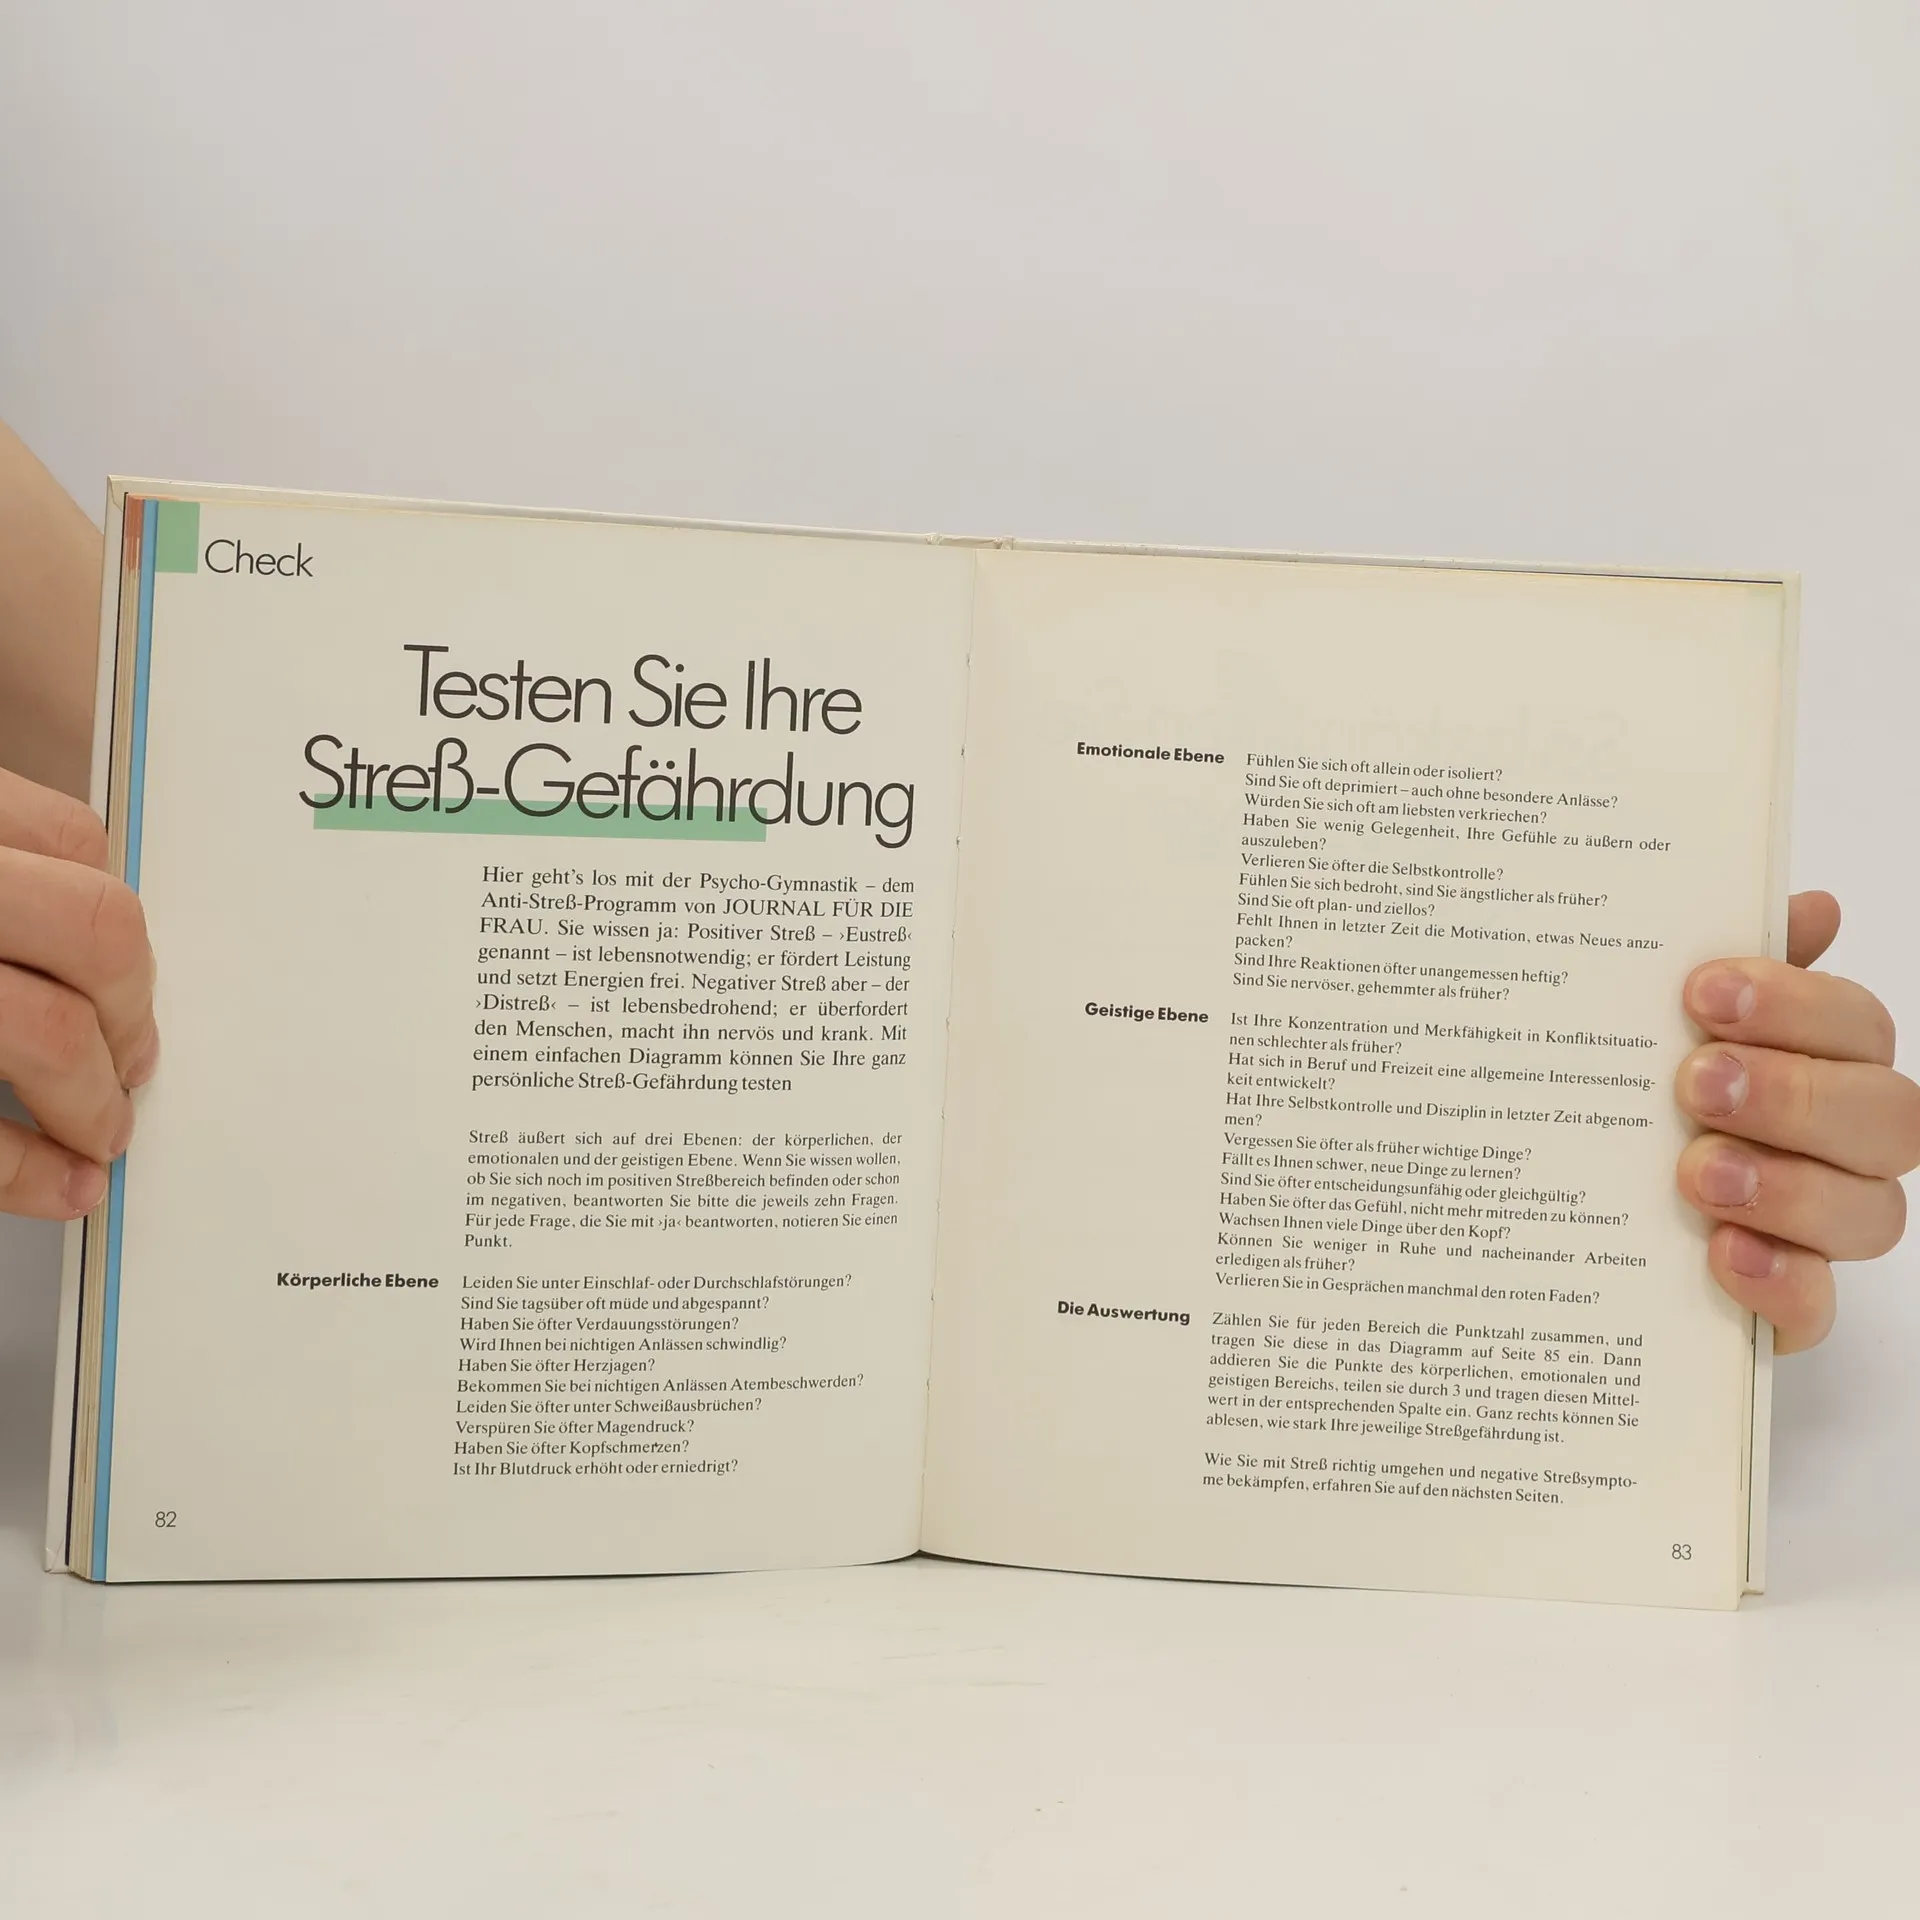 Check
Testen Sie Ihre
Streß-Gefährdung
Hier geht's los mit der Psycho-Gymnastik – dem
Anti-Streß-Programm von JOURNAL FÜR DIE
FRAU. Sie wissen ja: Positiver Streß – ›Eustreß‹
genannt – ist lebensnotwendig; er fördert Leistung
und setzt Energien frei. Negativer Streß aber – der
›Distreß‹ – ist lebensbedrohend; er überfordert
den Menschen, macht ihn nervös und krank. Mit
einem einfachen Diagramm können Sie Ihre ganz
persönliche Streß-Gefährdung testen
Streß äußert sich auf drei Ebenen: der körperlichen, der
emotionalen und der geistigen Ebene. Wenn Sie wissen wollen,
ob Sie sich noch im positiven Streßbereich befinden oder schon
im negativen, beantworten Sie bitte die jeweils zehn Fragen.
Für jede Frage, die Sie mit ›ja‹ beantworten, notieren Sie einen
Punkt.
Körperliche Ebene
Leiden Sie unter Einschlaf- oder Durchschlafstörungen?
Sind Sie tagsüber oft müde und abgespannt?
Haben Sie öfter Verdauungsstörungen?
Wird Ihnen bei nichtigen Anlässen schwindlig?
Haben Sie öfter Herzjagen?
Bekommen Sie bei nichtigen Anlässen Atembeschwerden?
Leiden Sie öfter unter Schweißausbrüchen?
Verspüren Sie öfter Magendruck?
Haben Sie öfter Kopfschmerzen?
Ist Ihr Blutdruck erhöht oder erniedrigt?
82
Emotionale Ebene
Fühlen Sie sich oft allein oder isoliert?
Sind Sie oft deprimiert – auch ohne besondere Anlässe?
Würden Sie sich oft am liebsten verkriechen?
Haben Sie wenig Gelegenheit, Ihre Gefühle zu äußern oder
auszuleben?
Verlieren Sie öfter die Selbstkontrolle?
Fühlen Sie sich bedroht, sind Sie ängstlicher als früher?
Sind Sie oft plan- und ziellos?
Fehlt Ihnen in letzter Zeit die Motivation, etwas Neues anzu-
packen?
Sind Ihre Reaktionen öfter unangemessen heftig?
Sind Sie nervöser, gehemmter als früher?
Geistige Ebene
Ist Ihre Konzentration und Merkfähigkeit in Konfliktsituatio-
nen schlechter als früher?
Hat sich in Beruf und Freizeit eine allgemeine Interessenlosig-
keit entwickelt?
Hat Ihre Selbstkontrolle und Disziplin in letzter Zeit abgenom-
men?
Vergessen Sie öfter als früher wichtige Dinge?
Fällt es Ihnen schwer, neue Dinge zu lernen?
Sind Sie öfter entscheidungsunfähig oder gleichgültig?
Haben Sie öfter das Gefühl, nicht mehr mitreden zu können?
Wachsen Ihnen viele Dinge über den Kopf?
Können Sie weniger in Ruhe und nacheinander Arbeiten
erledigen als früher?
Verlieren Sie in Gesprächen manchmal den roten Faden?
Die Auswertung
Zählen Sie für jeden Bereich die Punktzahl zusammen, und
tragen Sie diese in das Diagramm auf Seite 85 ein. Dann
addieren Sie die Punkte des körperlichen, emotionalen und
geistigen Bereichs, teilen sie durch 3 und tragen diesen Mittel-
wert in der entsprechenden Spalte ein. Ganz rechts können Sie
ablesen, wie stark Ihre jeweilige Streßgefährdung ist.
Wie Sie mit Streß richtig umgehen und negative Streßsympto-
me bekämpfen, erfahren Sie auf den nächsten Seiten.
83